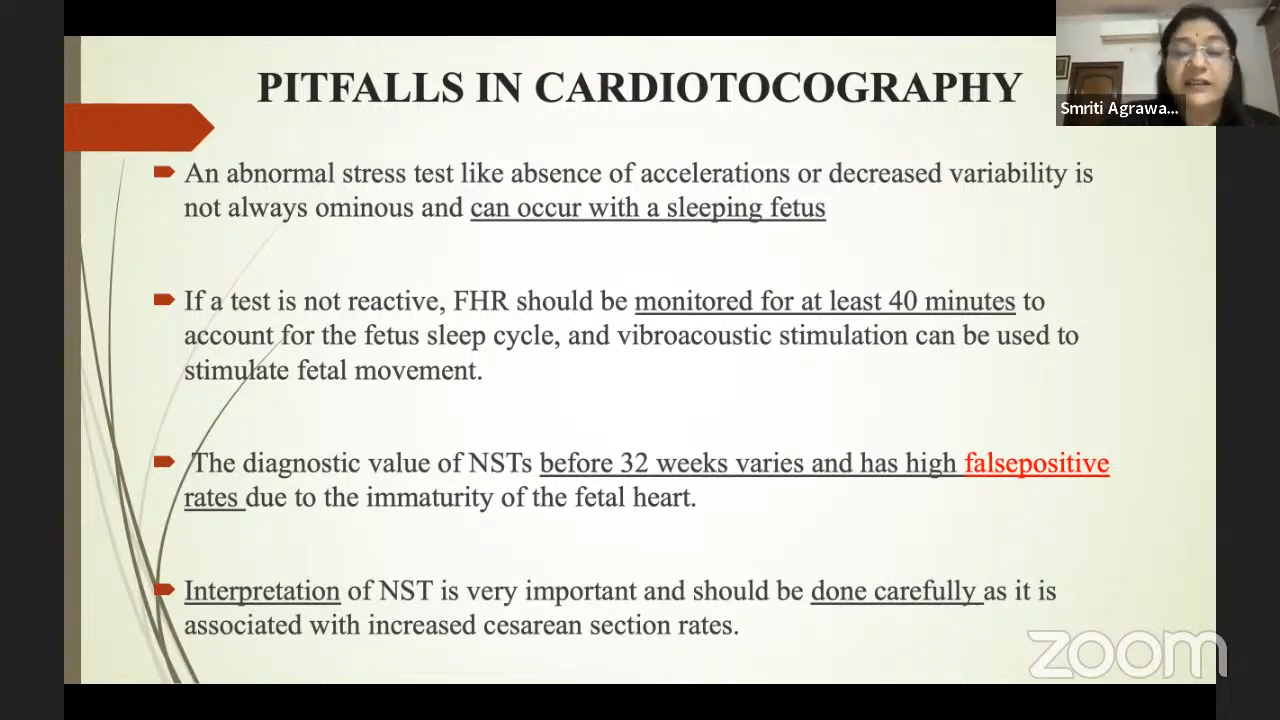 PITFALLS IN CARDIOTOCOGRAPHY
Smriti Agrawa...
An abnormal stress test like absence of accelerations or decreased variability is
not always ominous and can occur with a sleeping fetus
If a test is not reactive, FHR should be monitored for at least 40 minutes to
account for the fetus sleep cycle, and vibroacoustic stimulation can be used to
stimulate fetal movement.
The diagnostic value of NSTs before 32 weeks varies and has high falsepositive
rates due to the immaturity of the fetal heart.
Interpretation of NST is very important and should be done carefully as it is
associated with increased cesarean section rates.
zoom